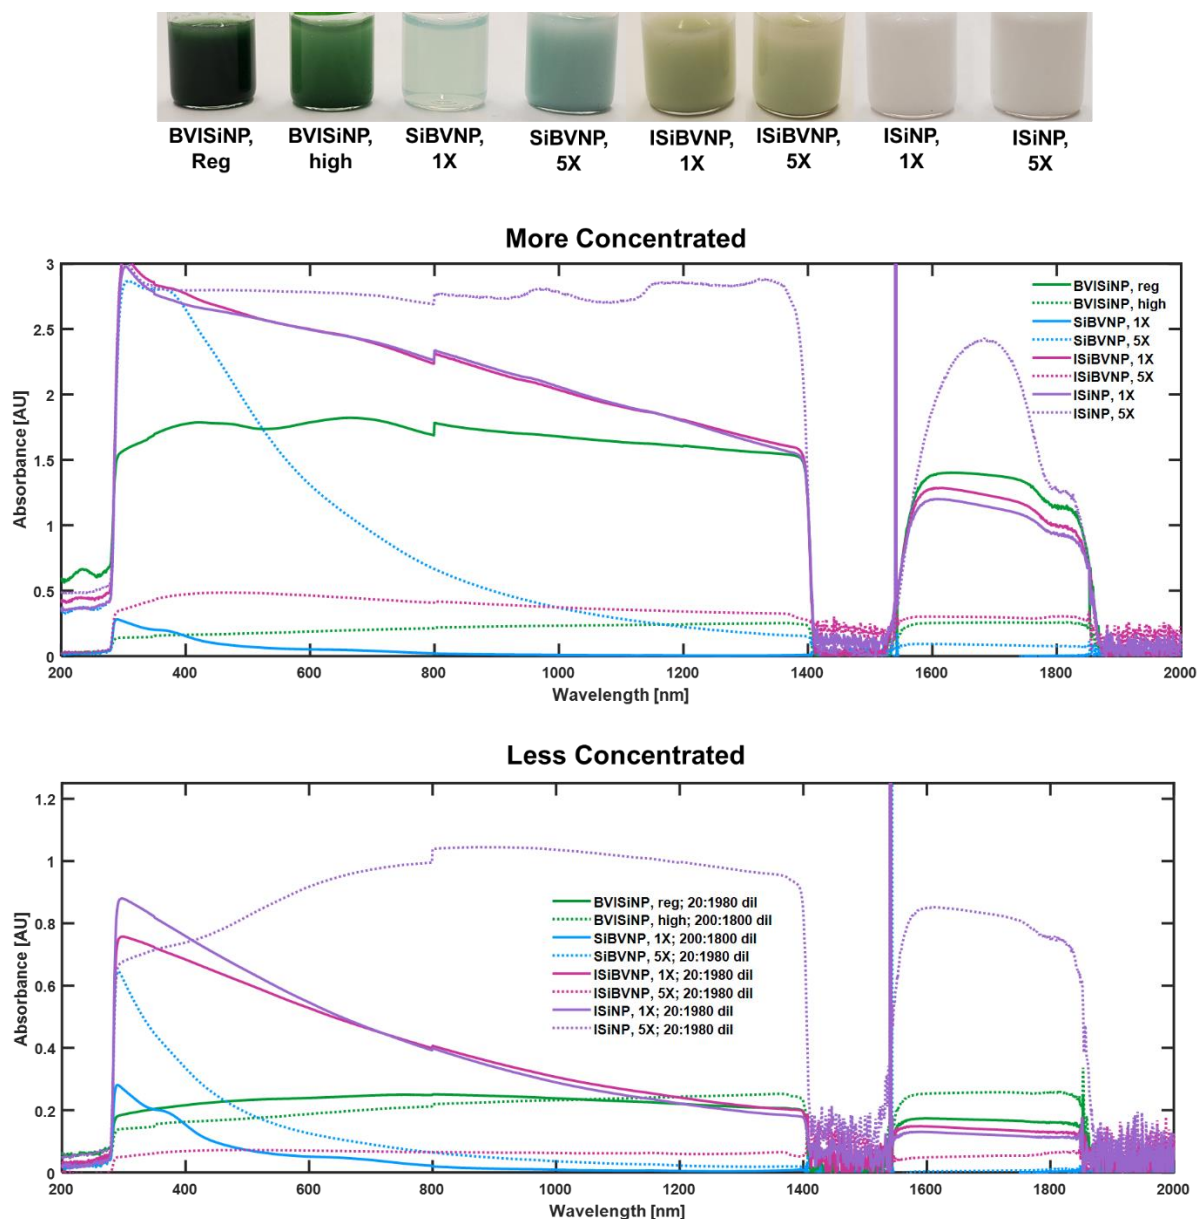 BVISiNP, Reg
BVISiNP, high
SiBVNP, 1X
SiBVNP, 5X
ISiBVNP, 1X
ISiBVNP, 5X
ISiNP, 1X
ISiNP, 5X
More Concentrated
3
2.5
2
1.5
1
0.5
0
Absorbance [AU]
BVISiNP, reg
BVISiNP, high
SiBVNP, 1X
SiBVNP, 5X
ISiBVNP, 1X
ISiBVNP, 5X
ISiNP, 1X
ISiNP, 5X
200 400 600 800 1000 1200 1400 1600 1800 2000
Wavelength [nm]
Less Concentrated
1.2
1
0.8
0.6
0.4
0.2
0
Absorbance [AU]
BVISiNP, reg; 20:1980 dil
BVISiNP, high; 200:1800 dil
SiBVNP, 1X; 200:1800 dil
SiBVNP, 5X; 20:1980 dil
ISiBVNP, 1X; 20:1980 dil
ISiBVNP, 5X; 20:1980 dil
ISiNP, 1X; 20:1980 dil
ISiNP, 5X; 20:1980 dil
200 400 600 800 1000 1200 1400 1600 1800 2000
Wavelength [nm]